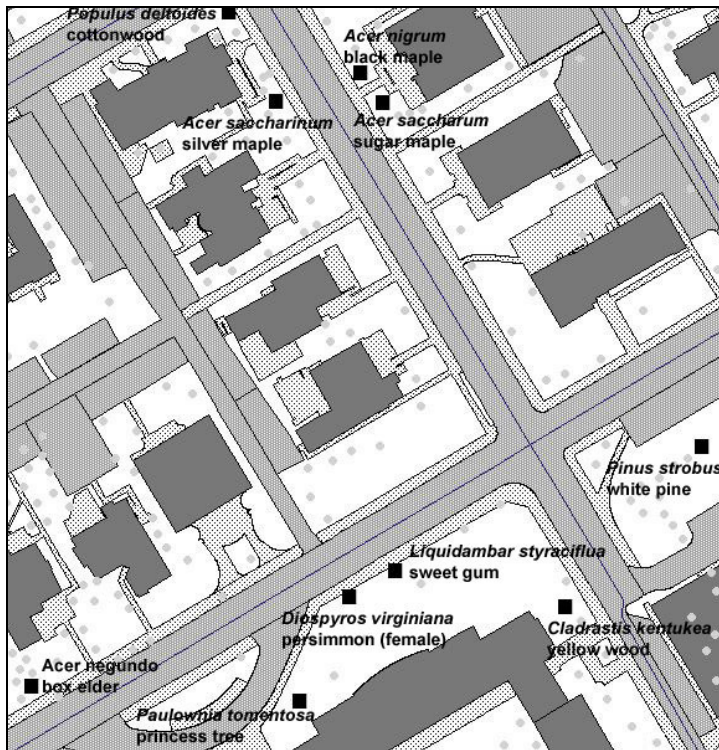 Populus deltoides
cottonwood
Acer nigrum
black maple
Acer saccharinum
silver maple
Acer saccharum
sugar maple
Pinus strobus
white pine
Liquidambar styraciflua
sweet gum
Diospyros virginiana
persimmon (female)
Cladrastis kentukea
yellow wood
Acer negundo
box elder
Paulownia tomentosa
princess tree